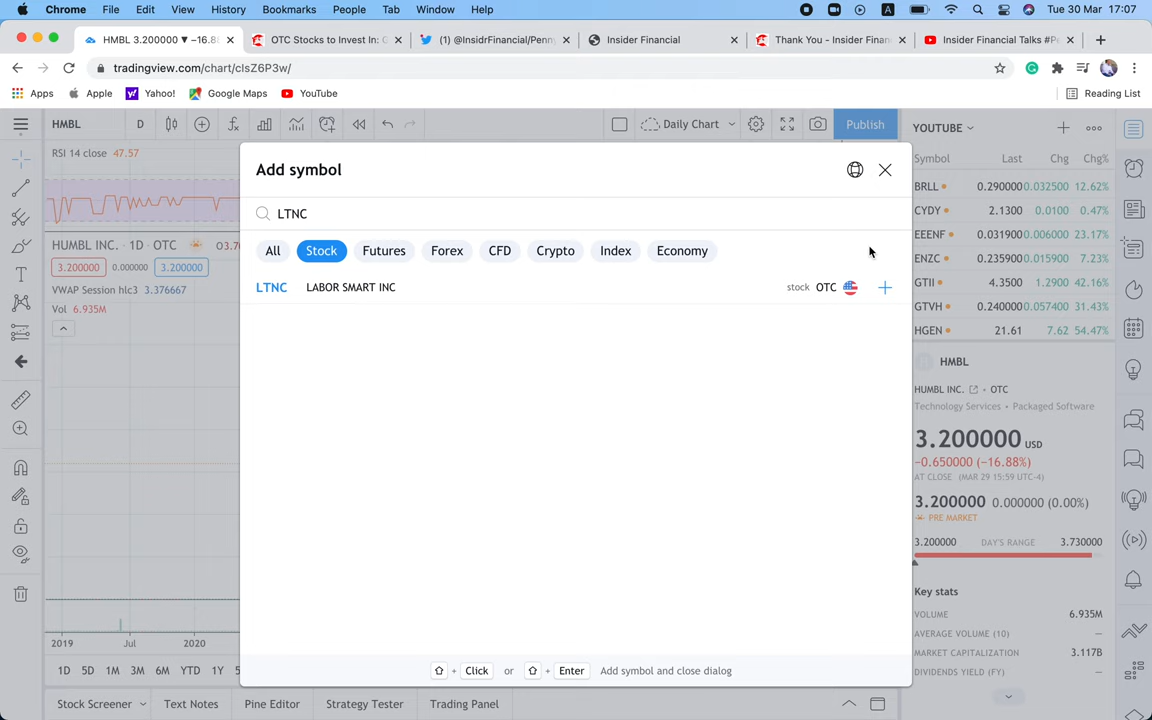 Chrome File Edit View History Bookmarks People Tab Window Help A Tue 30 Mar 17:07
HMBL 3.200000 ▼ −16.8 OTC Stocks to Invest In: (1) @InsidrFinancial/Penn Insider Financial Thank You - Insider Finan Insider Financial Talks #P
tradingview.com/chart/clsZ6P3w/
Apps Apple Yahoo! Google Maps YouTube Reading List
HMBL D Daily Chart Publish YOUTUBE
RSI 14 close 47.57
Symbol Last Chg Chg%
BRLL 0.290000 0.032500 12.62%
CYDY 2.1300 0.0100 0.47%
EEENF 0.031900 0.006000 23.17%
ENZC 0.235900 0.015900 7.23%
GTII 4.3500 1.2900 42.16%
GTVH 0.240000 0.057400 31.43%
HGEN 21.61 7.62 54.47%
HUMBL INC. · 1D · OTC O3.7
3.200000 0.000000 3.200000
VWAP Session hlc3 3.376667
Vol 6.935M
Add symbol
LTNC
All Stock Futures Forex CFD Crypto Index Economy
LTNC LABOR SMART INC stock OTC
Click or Enter Add symbol and close dialog
HMBL
HUMBL INC. • OTC
Technology Services • Packaged Software
3.200000 USD
−0.650000 (−16.88%)
AT CLOSE (MAR 29 15:59 UTC-4)
3.200000 0.000000 (0.00%)
PRE MARKET
3.200000 DAY'S RANGE 3.730000
Key stats
VOLUME 6.935M
AVERAGE VOLUME (10) —
MARKET CAPITALIZATION 3.117B
DIVIDENDS YIELD (FY) —
2019 Jul 2020
1D 5D 1M 3M 6M YTD 1Y 5
Stock Screener Text Notes Pine Editor Strategy Tester Trading Panel